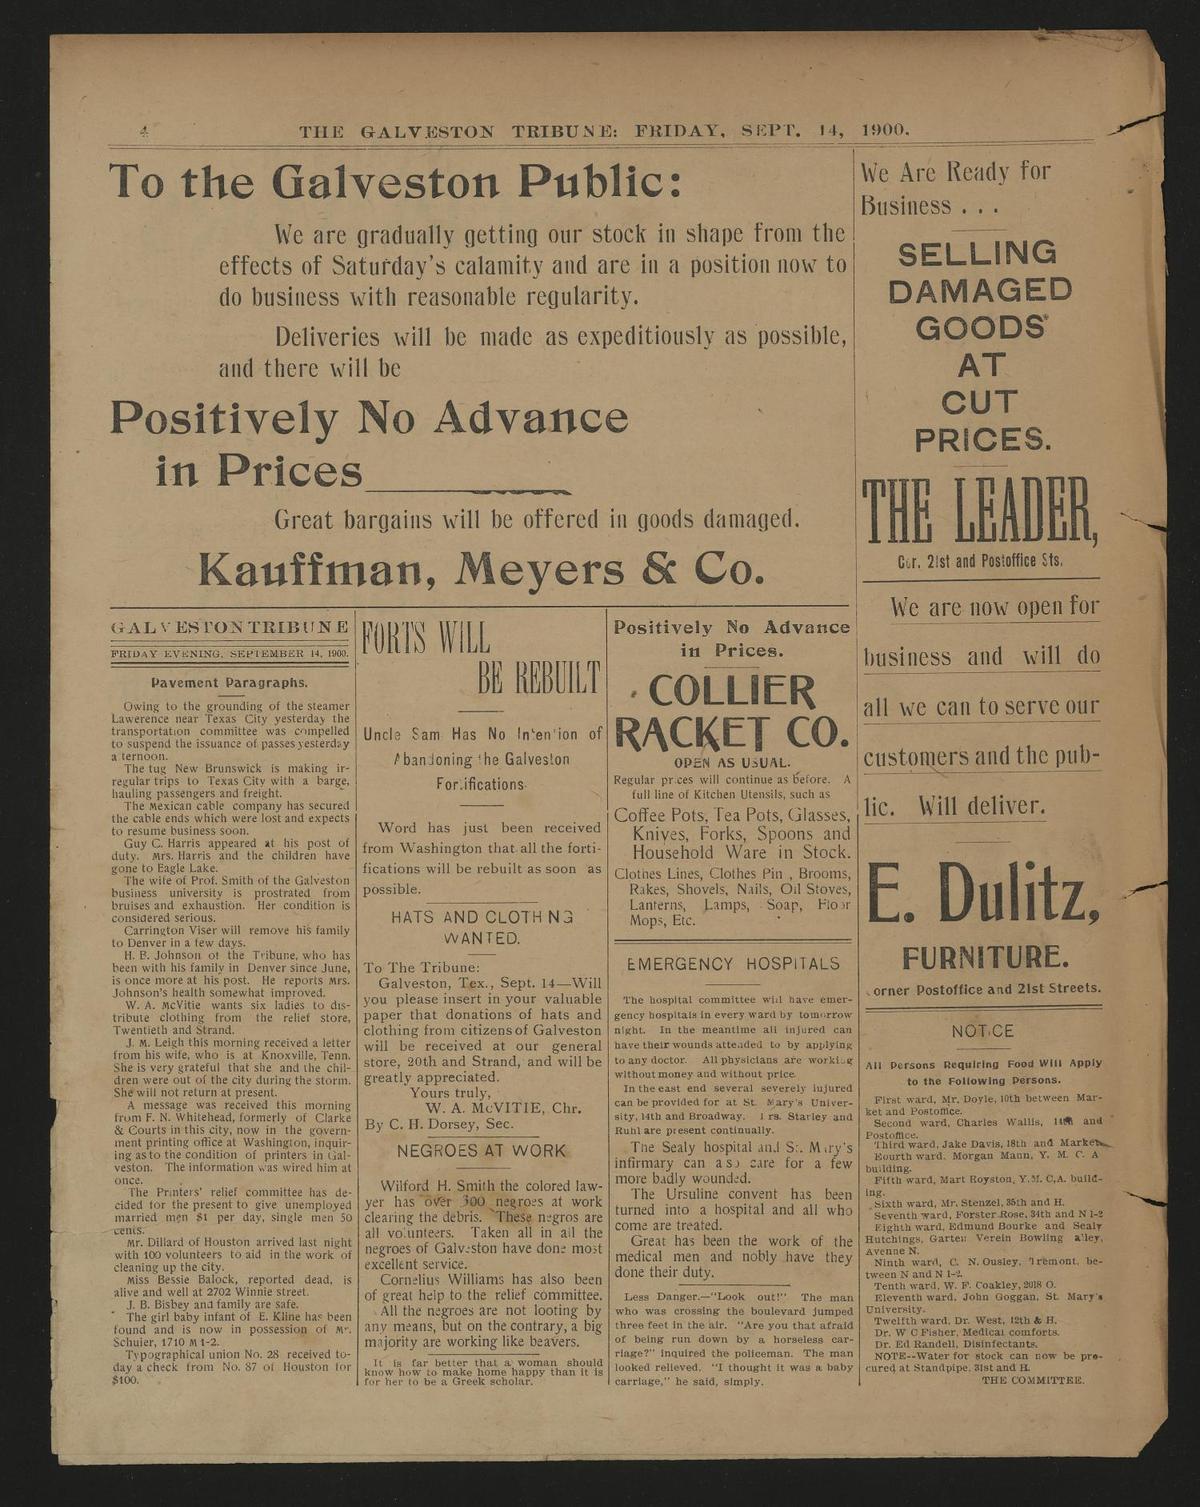 4
THE GALVESTON TRIBUNE: FRIDAY, SEPT. 14, 1900.
To the Galveston Public:
We are gradually getting our stock in shape from the
effects of Saturday's calamity and are in a position now to
do business with reasonable regularity.
Deliveries will be made as expeditiously as possible,
and there will be
Positively No Advance
in Prices
Great bargains will be offered in goods damaged.
Kauffman, Meyers & Co.
GALVESTON TRIBUNE
FRIDAY EVENING, SEPTEMBER 14, 1900.
Pavement Paragraphs.
Owing to the grounding of the steamer
Lawerence near Texas City yesterday the
transportation committee was compelled
to suspend the issuance of passes yesterday
a ternoon.
The tug New Brunswick is making ir-
regular trips to Texas City with a barge,
hauling passengers and freight.
The Mexican cable company has secured
the cable ends which were lost and expects
to resume business soon.
Guy C. Harris appeared at his post of
duty. Mrs. Harris and the children have
gone to Eagle Lake.
The wife of Prof. Smith of the Galveston
business university is prostrated from
bruises and exhaustion. Her condition is
considered serious.
Carrington Viser will remove his family
to Denver in a few days.
H. B. Johnson of the Tribune, who has
been with his family in Denver since June,
is once more at his post. He reports Mrs.
Johnson's health somewhat improved.
W. A. McVitie wants six ladies to dis-
tribute clothing from the relief store,
Twentieth and Strand.
J. M. Leigh this morning received a letter
from his wife, who is at Knoxville, Tenn.
She is very grateful that she and the chil-
dren were out of the city during the storm.
She will not return at present.
A message was received this morning
from F. N. Whitehead, formerly of Clarke
& Courts in this city, now in the govern-
ment printing office at Washington, inquir-
ing as to the condition of printers in Gal-
veston. The information was wired him at
once.
The Printers' relief committee has de-
cided for the present to give unemployed
married men $1 per day, single men 50
cents.
Mr. Dillard of Houston arrived last night
with 100 volunteers to aid in the work of
cleaning up the city.
Miss Bessie Balock, reported dead, is
alive and well at 2702 Winnie street.
J. B. Bisbey and family are safe.
The girl baby infant of E. Kline has been
found and is now in possession of Mr.
Schuier, 1710 M 1-2.
Typographical union No. 28 received to-
day a check from No. 87 of Houston for
$100.
FORTS WILL
BE REBUILT
Uncle Sam Has No Intention of
Abandoning the Galveston
Fortifications.
Word has just been received
from Washington that all the forti-
fications will be rebuilt as soon as
possible.
HATS AND CLOTHING
WANTED.
To The Tribune:
Galveston, Tex., Sept. 14—Will
you please insert in your valuable
paper that donations of hats and
clothing from citizens of Galveston
will be received at our general
store, 20th and Strand, and will be
greatly appreciated.
Yours truly,
W. A. McVITIE, Chr.
By C. H. Dorsey, Sec.
NEGROES AT WORK
Wilford H. Smith the colored law-
yer has over 300 negroes at work
clearing the debris. These negros are
all volunteers. Taken all in all the
negroes of Galveston have done most
excellent service.
Cornelius Williams has also been
of great help to the relief committee.
All the negroes are not looting by
any means, but on the contrary, a big
majority are working like beavers.
It is far better that a woman should
know how to make home happy than it is
for her to be a Greek scholar.
Positively No Advance
in Prices.
COLLIER
RACKET CO.
OPEN AS USUAL.
Regular prices will continue as before. A
full line of Kitchen Utensils, such as
Coffee Pots, Tea Pots, Glasses,
Knives, Forks, Spoons and
Household Ware in Stock.
Clothes Lines, Clothes Pin , Brooms,
Rakes, Shovels, Nails, Oil Stoves,
Lanterns, Lamps, Soap, Floor
Mops, Etc.
EMERGENCY HOSPITALS
The hospital committee will have emer-
gency hospitals in every ward by tomorrow
night. In the meantime all injured can
have their wounds attended to by applying
to any doctor. All physicians are working
without money and without price.
In the east end several severely injured
can be provided for at St. Mary's Univer-
sity, 14th and Broadway. Drs. Starley and
Ruhl are present continually.
The Sealy hospital and St. Mary's
infirmary can also care for a few
more badly wounded.
The Ursuline convent has been
turned into a hospital and all who
come are treated.
Great has been the work of the
medical men and nobly have they
done their duty.
Less Danger.—"Look out!" The man
who was crossing the boulevard jumped
three feet in the air. "Are you that afraid
of being run down by a horseless car-
riage?" inquired the policeman. The man
looked relieved. "I thought it was a baby
carriage," he said, simply.
We Are Ready for
Business . . .
SELLING
DAMAGED
GOODS
AT
CUT
PRICES.
THE LEADER,
Cor. 21st and Postoffice Sts.
We are now open for
business and will do
all we can to serve our
customers and the pub-
lic. Will deliver.
E. Dulitz,
FURNITURE.
orner Postoffice and 21st Streets.
NOTICE
All Persons Requiring Food Will Apply
to the Following Persons.
First ward, Mr. Doyle, 10th between Mar-
ket and Postoffice.
Second ward, Charles Wallis, 14th and
Postoffice.
Third ward, Jake Davis, 18th and Market.
Fourth ward, Morgan Mann, Y. M. C. A
building.
Fifth ward, Mart Royston, Y.M.C.A. build-
ing.
Sixth ward, Mr. Stenzel, 35th and H.
Seventh ward, Forster Rose, 34th and N 1-2
Eighth ward, Edmund Bourke and Sealy
Hutchings, Garten Verein Bowling alley,
Avenne N.
Ninth ward, C. N. Ousley, Tremont, be-
tween N and N 1-2.
Tenth ward, W. F. Coakley, 2018 O.
Eleventh ward, John Goggan, St. Mary's
University.
Twelfth ward, Dr. West, 12th & H.
Dr. W C Fisher, Medical comforts.
Dr. Ed Randell, Disinfectants.
NOTE--Water for stock can now be pro-
cured at Standpipe, 31st and H.
THE COMMITTEE.